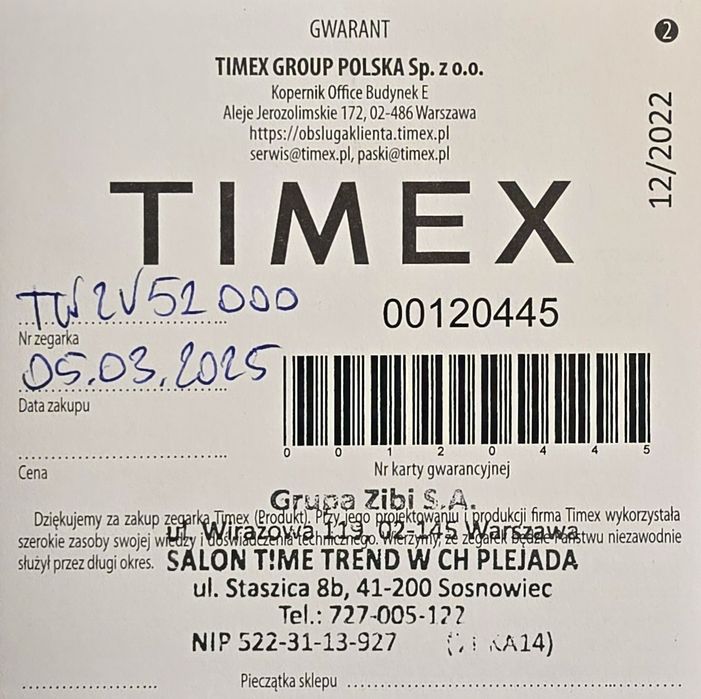 GWARANT
2
TIMEX GROUP POLSKA Sp. z o.o.
Kopernik Office Budynek E
Aleje Jerozolimskie 172, 02-486 Warszawa
https://obslugaklienta.timex.pl
serwis@timex.pl, paski@timex.pl
12/2022
TIMEX
TW2V52000
Nr zegarka
00120445
05.03.2025
Data zakupu
0 0 1 2 0 4 4 5
Cena
Nr karty gwarancyjnej
Grupa Zibi S.A.
Dziękujemy za zakup zegarka Timex (Produkt). Przy jego projektowaniu i produkcji firma Timex wykorzystała
ul. Wirażowa 119, 02-145 Warszawa
szerokie zasoby swojej wiedzy i doświadczenia technicznego. Wierzymy, że zegarek będzie Państwu niezawodnie
służył przez długi okres.
SALON TIME TREND W CH PLEJADA
ul. Staszica 8b, 41-200 Sosnowiec
Tel.: 727-005-122
NIP 522-31-13-927
Pieczątka sklepu